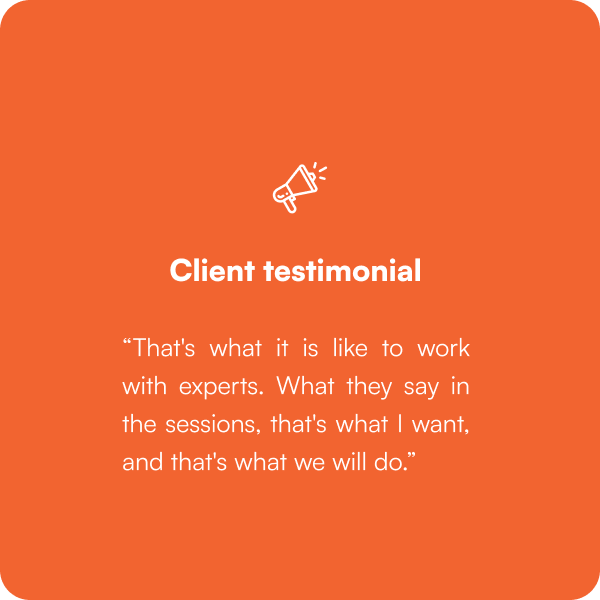 Client testimonial
“That's what it is like to work
with experts. What they say in
the sessions, that's what I want,
and that's what we will do.”